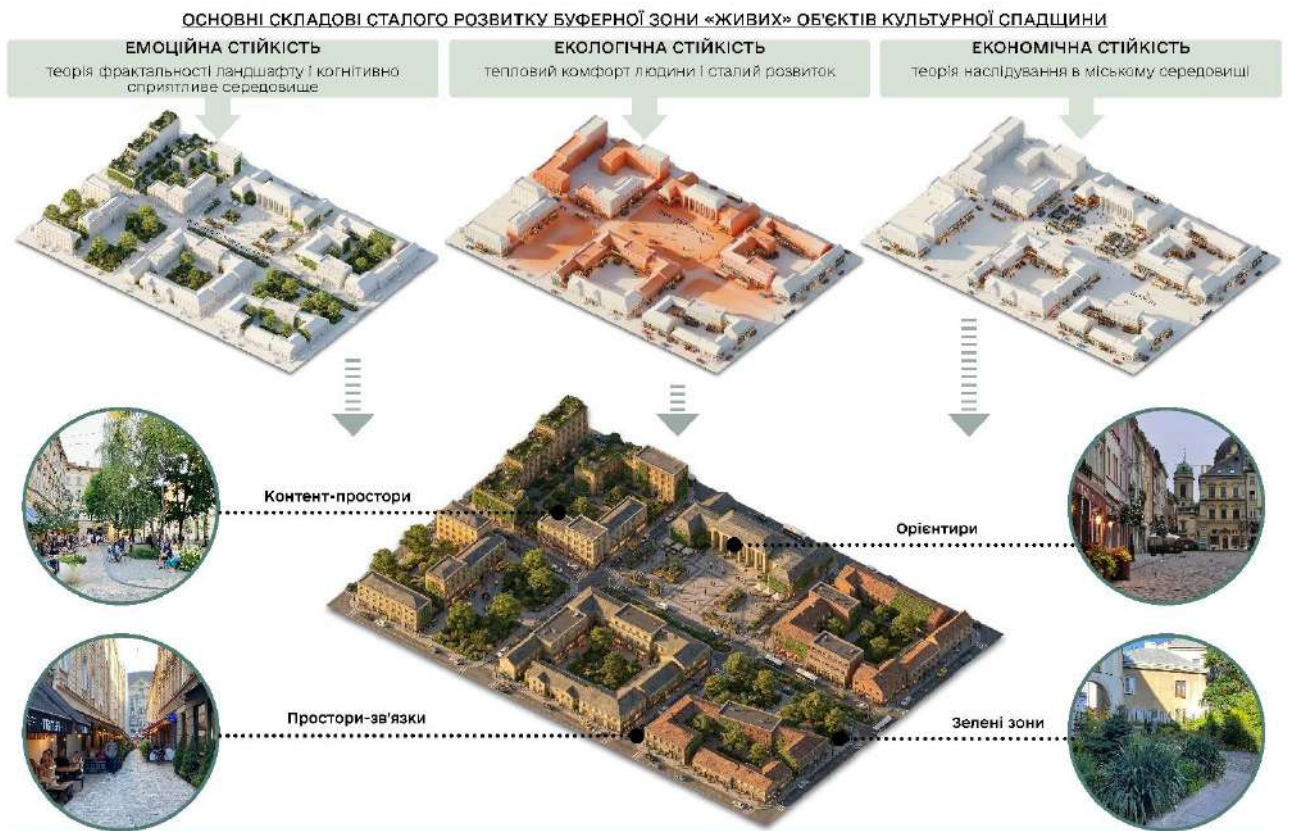 ОСНОВНІ СКЛАДОВІ СТАЛОГО РОЗВИТКУ БУФЕРНОЇ ЗОНИ «ЖИВИХ» ОБ'ЄКТІВ КУЛЬТУРНОЇ СПАДЩИНИ
ЕМОЦІЙНА СТІЙКІСТЬ
теорія фрактальності ландшафту і когнітивно
сприятливе середовище
ЕКОЛОГІЧНА СТІЙКІСТЬ
тепловий комфорт людини і сталий розвиток
ЕКОНОМІЧНА СТІЙКІСТЬ
теорія наслідування в міському середовищі
Контент-простори
Орієнтири
Простори-зв'язки
Зелені зони